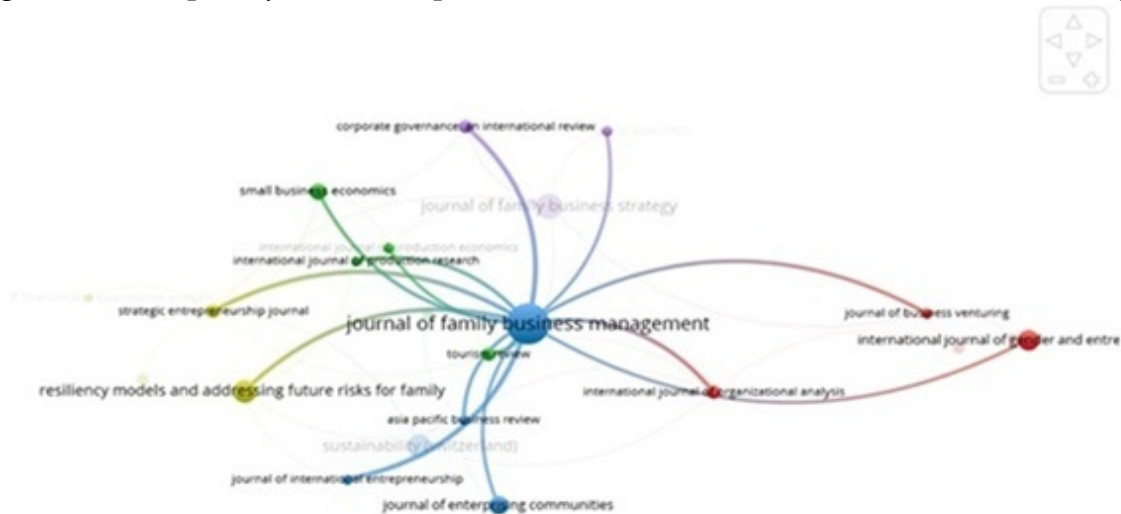 corporate governance: an international review
small business economics
journal of family business strategy
international journal of production economics
international journal of production research
strategic entrepreneurship journal
journal of family business management
journal of business venturing
international journal of gender and entre
tourism review
resiliency models and addressing future risks for family
international journal of organizational analysis
asia pacific business review
sustainability (switzerland)
journal of international entrepreneurship
journal of enterprising communities